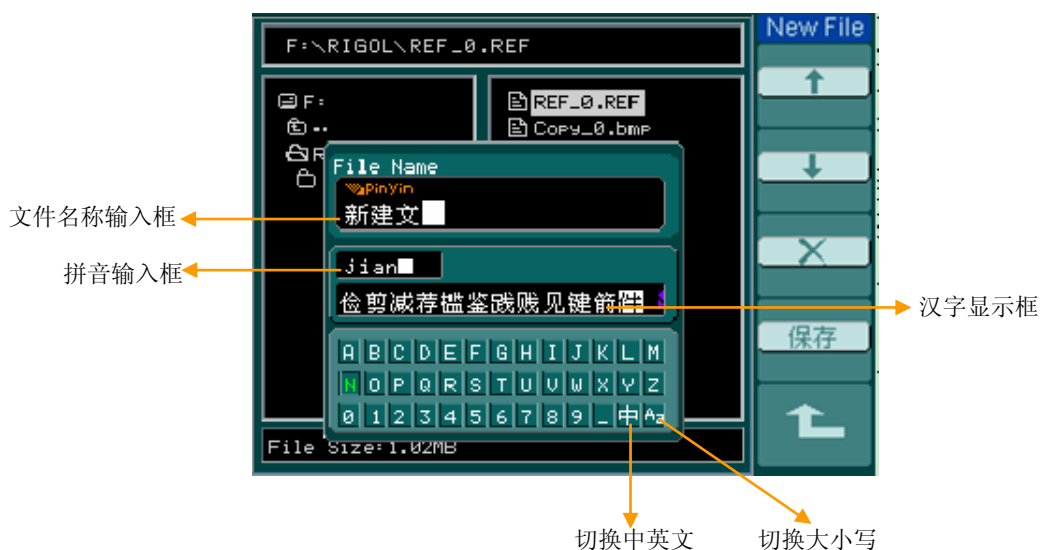 New File
F:\RIGOL\REF_0.REF
F:
REF_0.REF
..
Copy_0.bmp
R
File Name
PinYin
新建文
文件名称输入框
jian
拼音输入框
俭剪减荐槛鉴践贱见键箭件
汉字显示框
保存
A B C D E F G H I J K L M
N O P Q R S T U V W X Y Z
0 1 2 3 4 5 6 7 8 9 _ 中 Aa
File Size:1.02MB
切换中英文
切换大小写